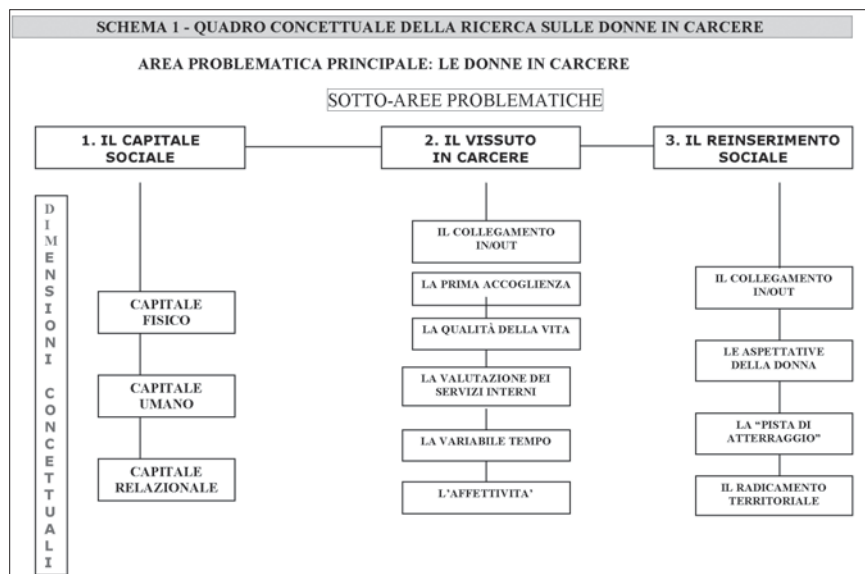 SCHEMA 1 - QUADRO CONCETTUALE DELLA RICERCA SULLE DONNE IN CARCERE
AREA PROBLEMATICA PRINCIPALE: LE DONNE IN CARCERE
SOTTO-AREE PROBLEMATICHE
1. IL CAPITALE
SOCIALE
2. IL VISSUTO
IN CARCERE
3. IL REINSERIMENTO
SOCIALE
DIMENSIONI CONCETTUALI
CAPITALE
FISICO
CAPITALE
UMANO
CAPITALE
RELAZIONALE
IL COLLEGAMENTO
IN/OUT
LA PRIMA ACCOGLIENZA
LA QUALITÀ DELLA VITA
LA VALUTAZIONE DEI
SERVIZI INTERNI
LA VARIABILE TEMPO
L'AFFETTIVITA'
IL COLLEGAMENTO
IN/OUT
LE ASPETTATIVE
DELLA DONNA
LA "PISTA DI
ATTERRAGGIO"
IL RADICAMENTO
TERRITORIALE